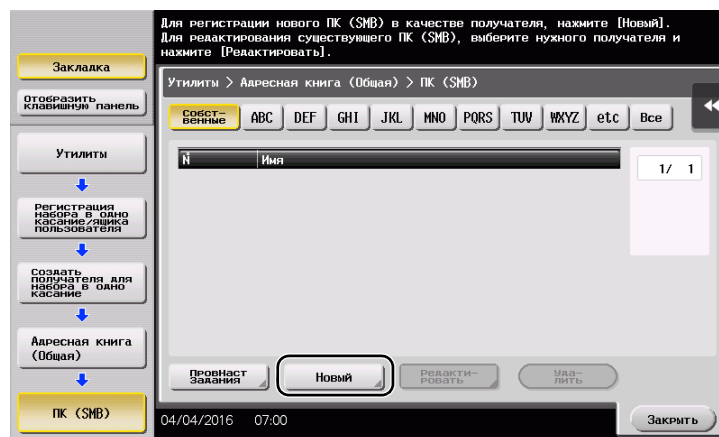 Для регистрации нового ПК (SMB) в качестве получателя, нажмите [Новый].
Для редактирования существующего ПК (SMB), выберите нужного получателя и
нажмите [Редактировать].
Закладка
Отобразить
клавишную панель
Утилиты
Регистрация
набора в одно
касание/ящика
пользователя
Создать
получателя для
набора в одно
касание
Адресная книга
(Общая)
ПК (SMB)
Утилиты > Адресная книга (Общая) > ПК (SMB)
Собст-
венные
ABC
DEF
GHI
JKL
MNO
PQRS
TUV
WXYZ
etc
Все
N
Имя
1/ 1
ПровНаст
Задания
Новый
Редакти-
ровать
Уда-
лить
04/04/2016 07:00
Закрыть